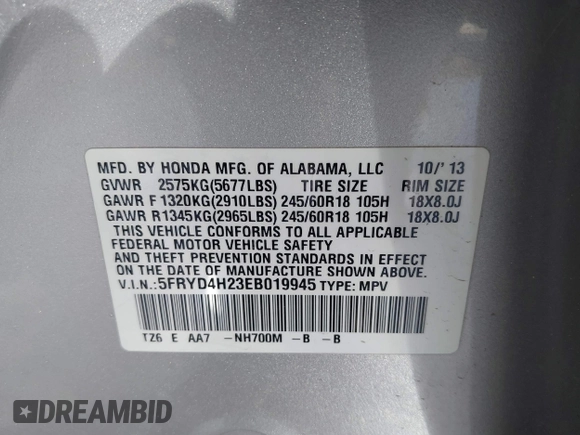 MFD. BY HONDA MFG. OF ALABAMA, LLC 10/'13
GVWR 2575KG(5677LBS) TIRE SIZE RIM SIZE
GAWR F 1320KG(2910LBS) 245/60R18 105H 18X8.0J
GAWR R 1345KG(2965LBS) 245/60R18 105H 18X8.0J
THIS VEHICLE CONFORMS TO ALL APPLICABLE
FEDERAL MOTOR VEHICLE SAFETY
AND THEFT PREVENTION STANDARDS IN EFFECT
ON THE DATE OF MANUFACTURE SHOWN ABOVE.
V.I.N.: 5FRYD4H23EB019945 TYPE: MPV
TZ6 E AA7 -NH700M -B -B
DREAMBID